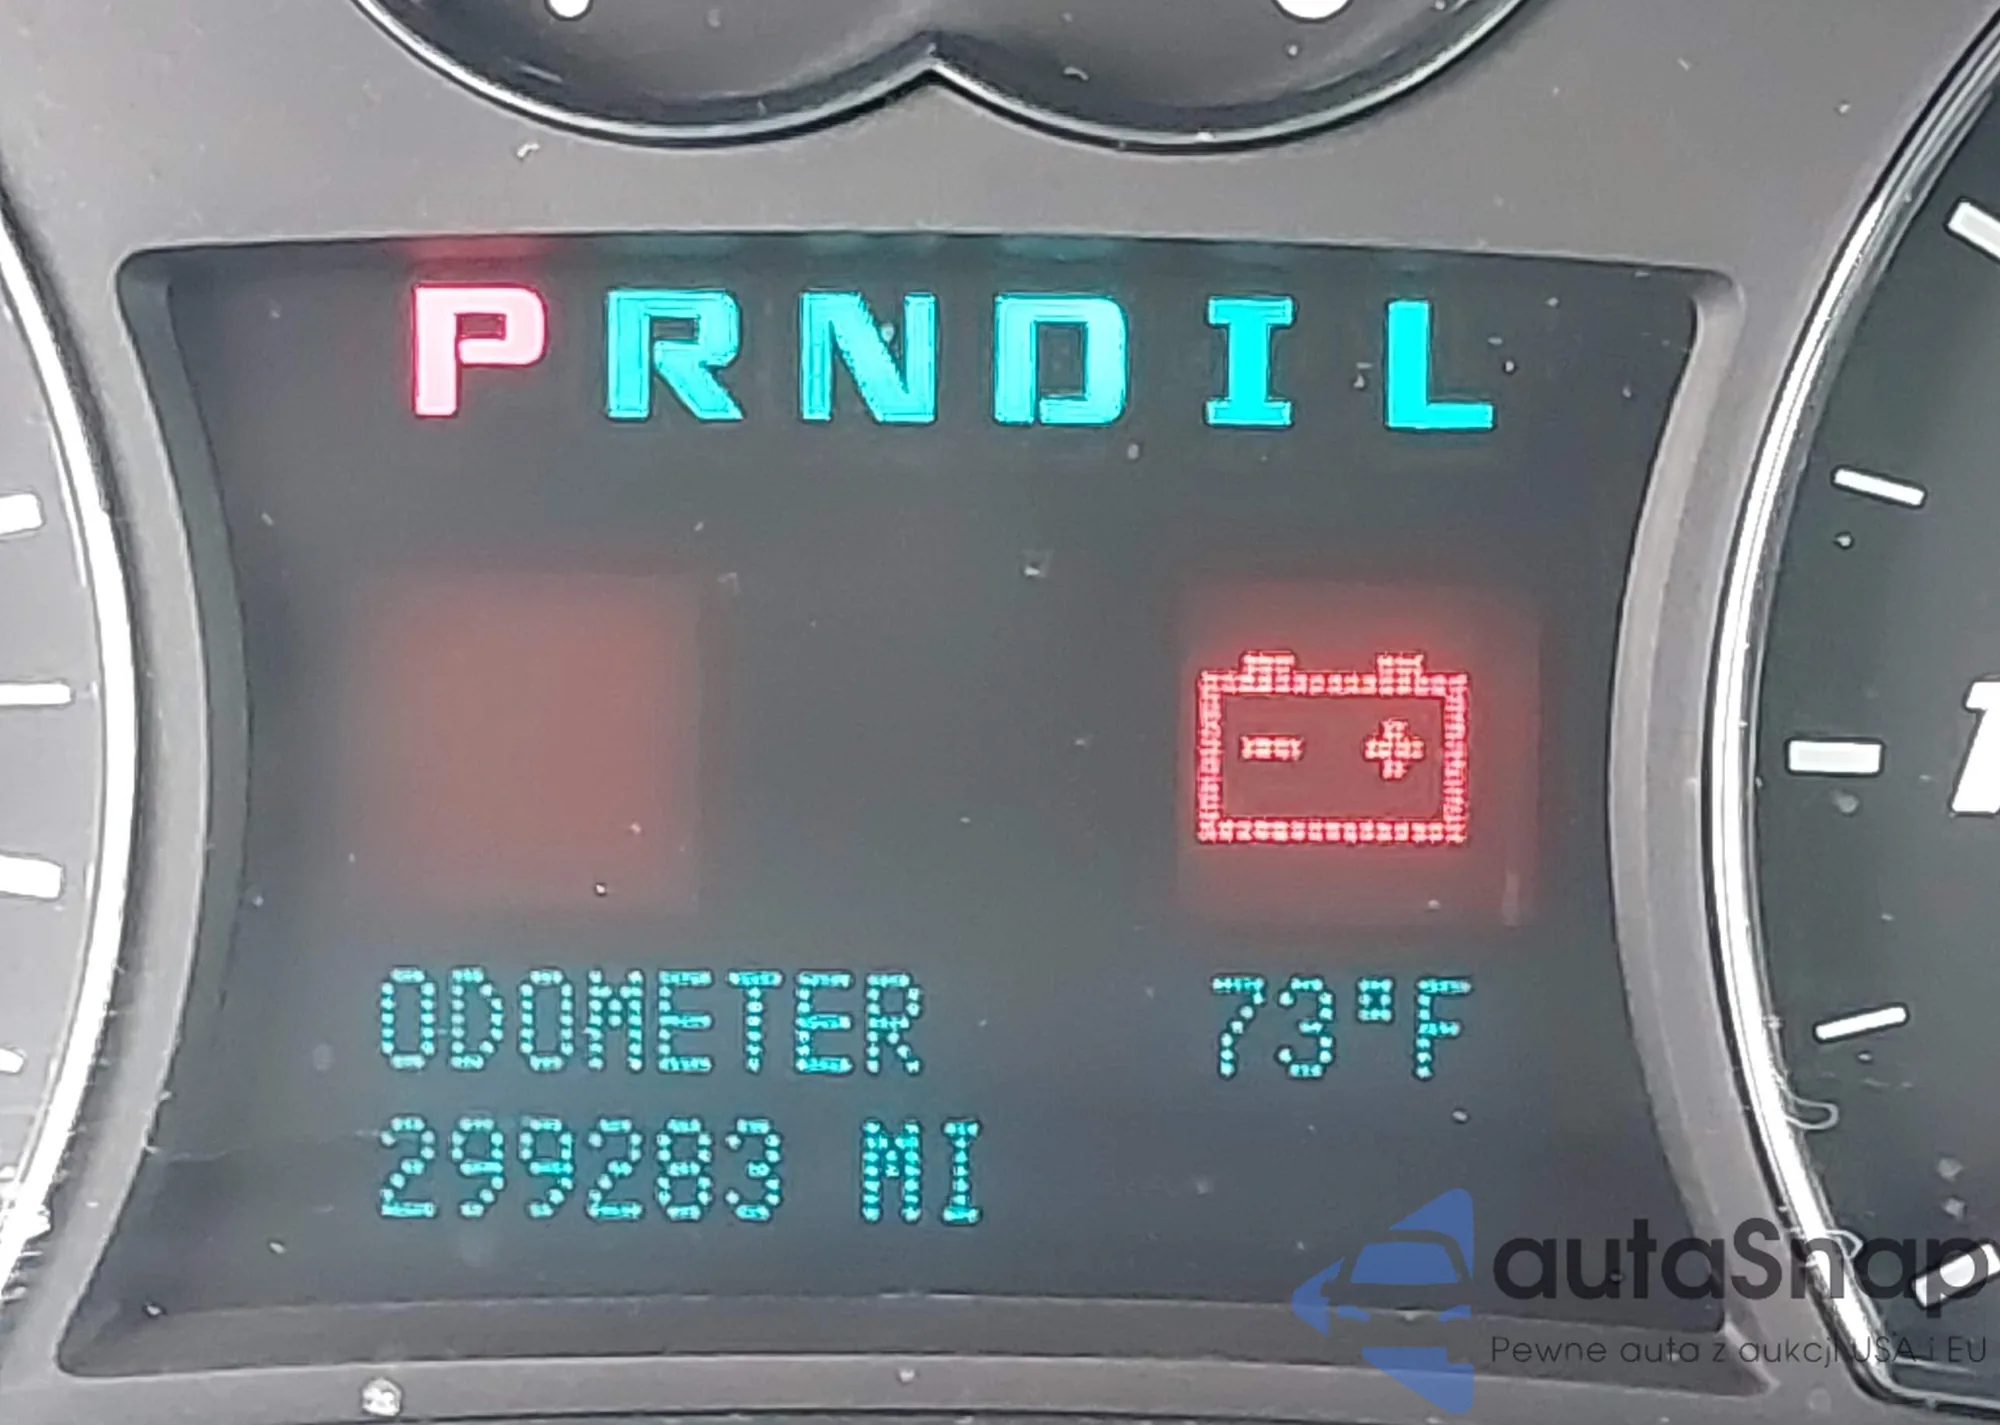 PRNDIL
ODOMETER 73°F
299283 MI
autaSnap
Pewne auta z aukcji USA i EU